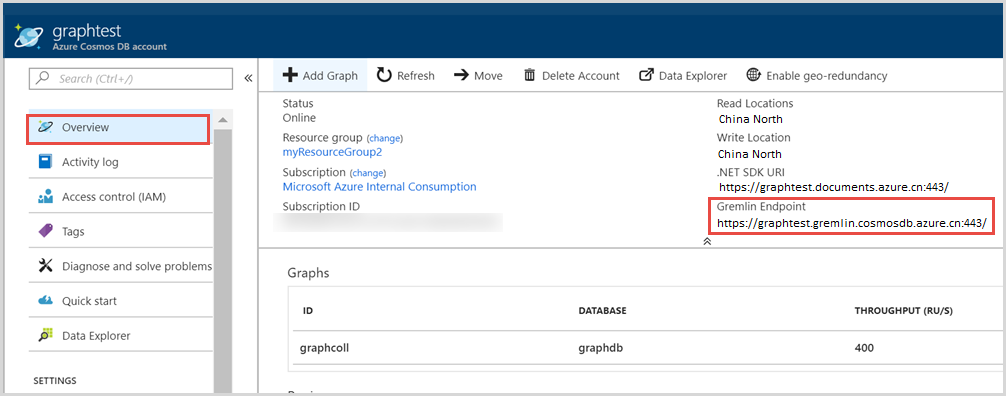 graphtest
Azure Cosmos DB account
Search (Ctrl+/)
Overview
Activity log
Access control (IAM)
Tags
Diagnose and solve problems
Quick start
Data Explorer
SETTINGS
Add Graph
Refresh
Move
Delete Account
Data Explorer
Enable geo-redundancy
Status
Online
Resource group (change)
myResourceGroup2
Subscription (change)
Microsoft Azure Internal Consumption
Subscription ID
Read Locations
China North
Write Location
China North
.NET SDK URI
https://graphtest.documents.azure.cn:443/
Gremlin Endpoint
https://graphtest.gremlin.cosmosdb.azure.cn:443/
Graphs
ID DATABASE THROUGHPUT (RU/S)
graphcoll graphdb 400